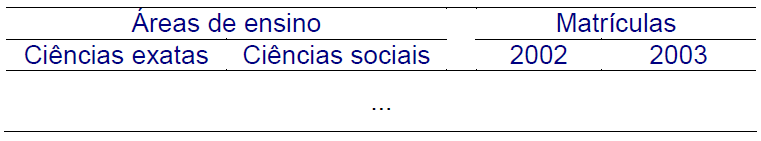 Áreas de ensino Matrículas
Ciências exatas Ciências sociais 2002 2003
...